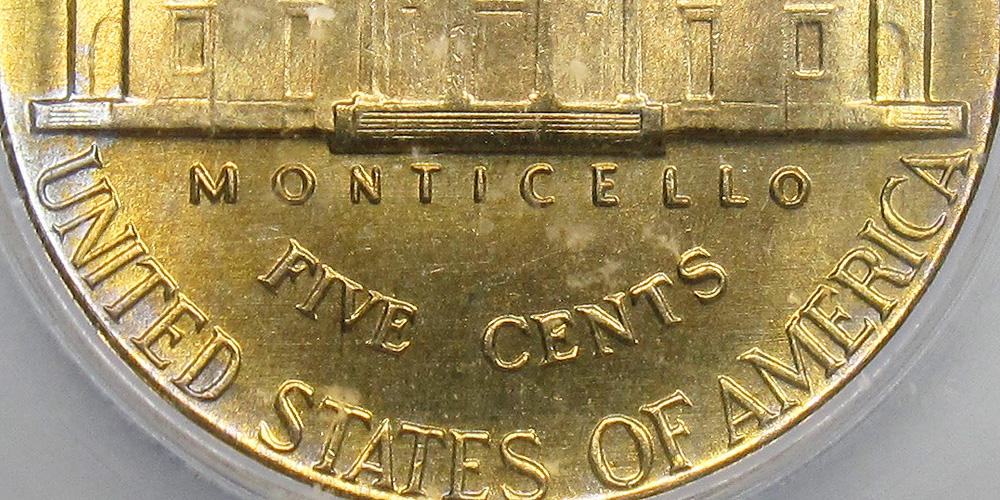 MONTICELLO
FIVE CENTS
UNITED STATES OF AMERICA